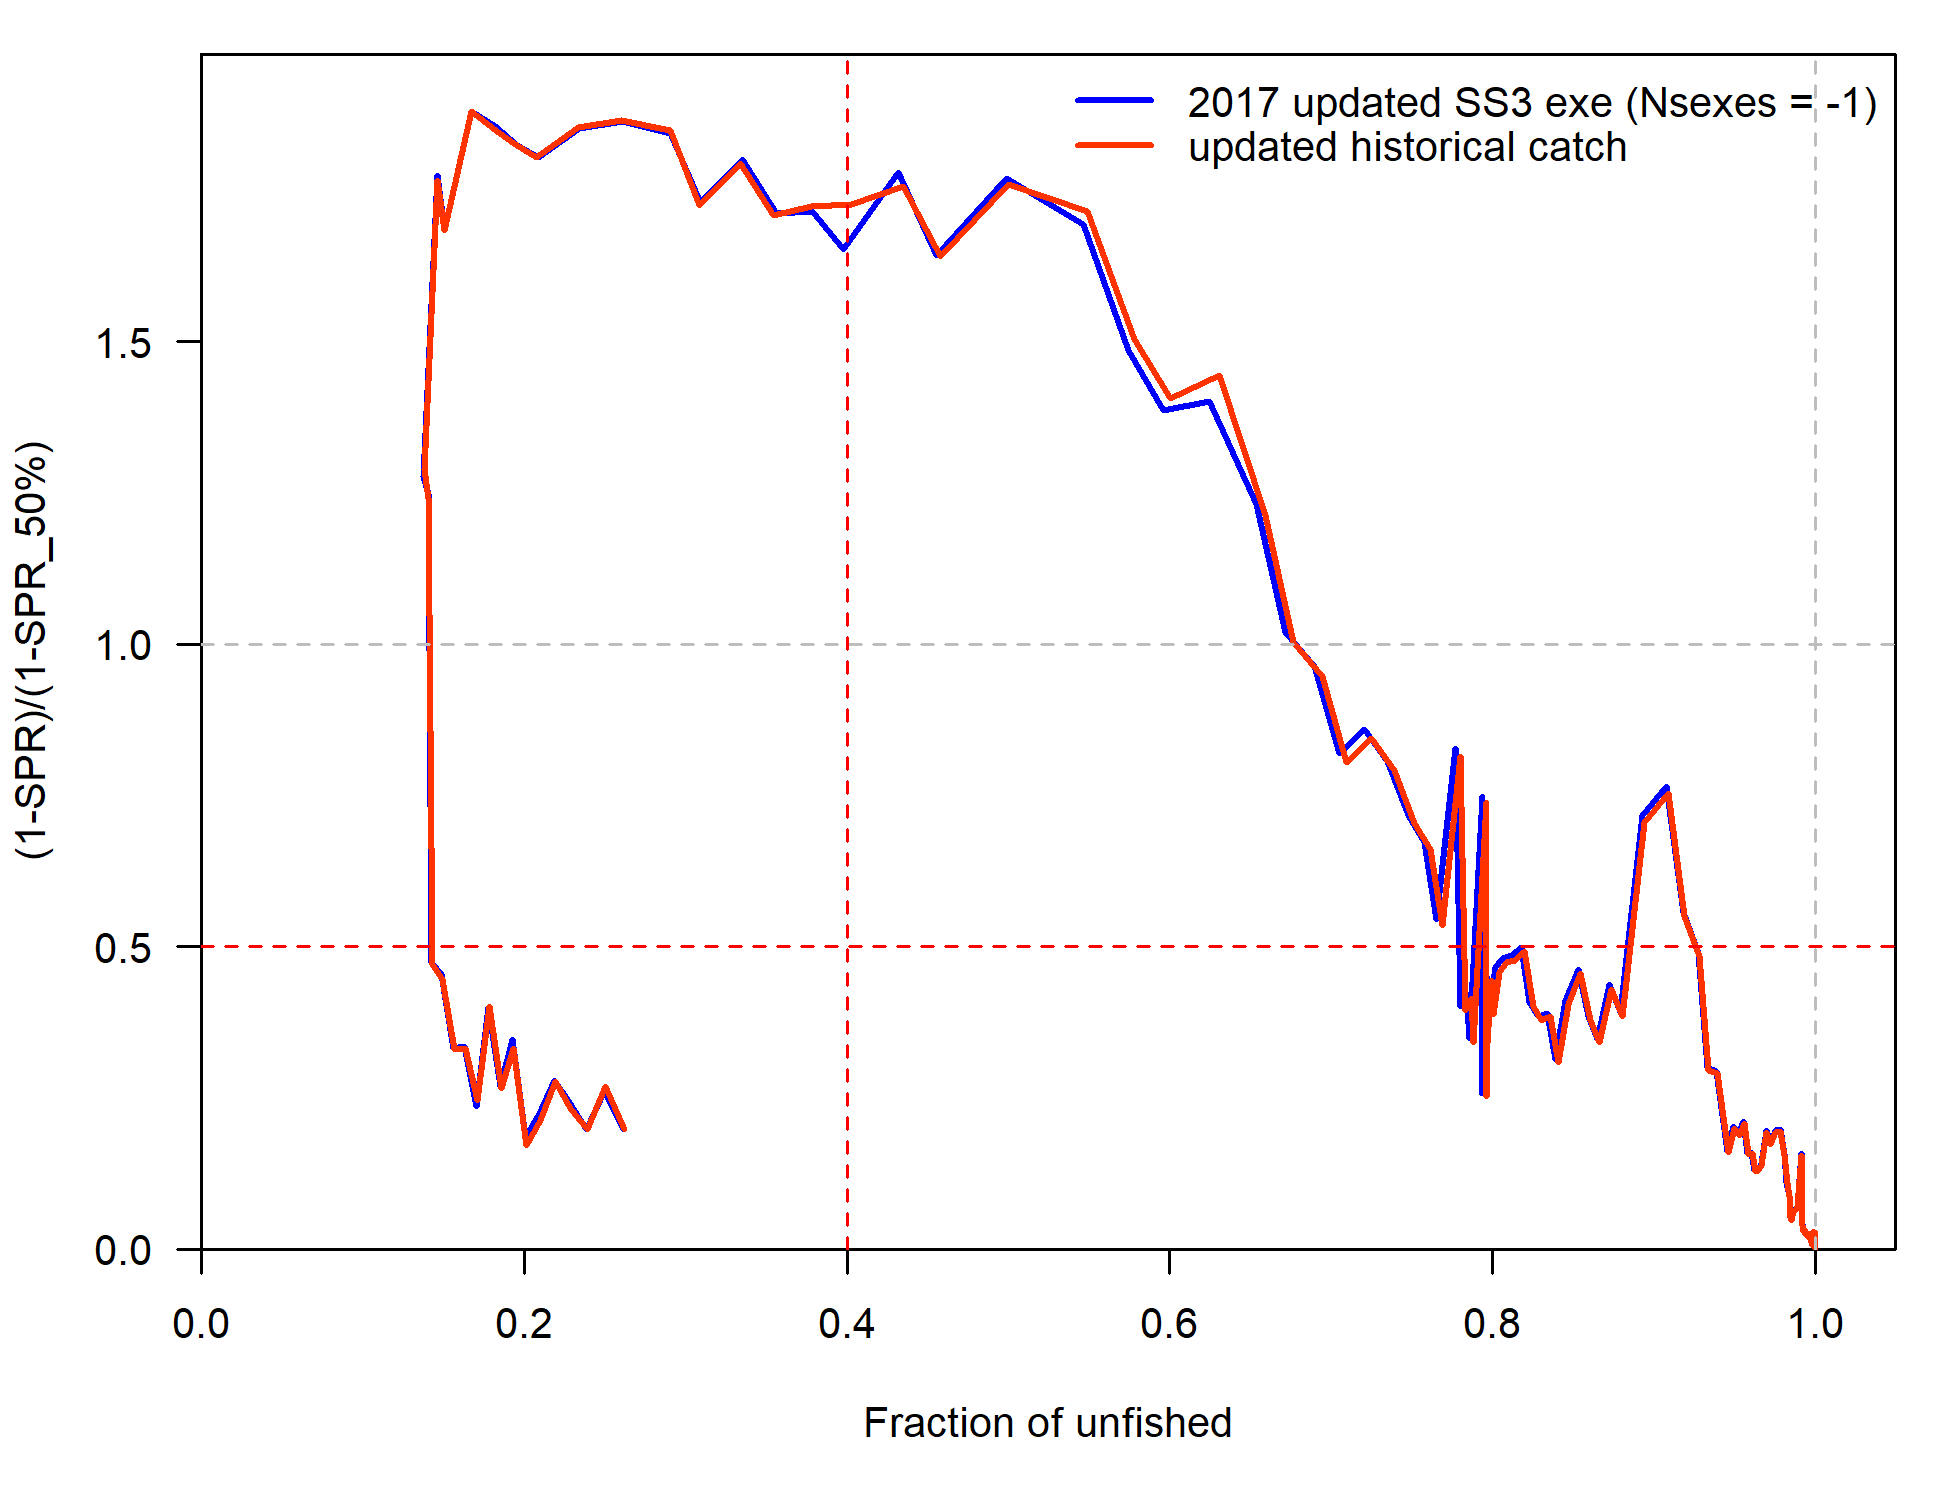 2017 updated SS3 exe (Nsexes = -1)
updated historical catch
(1-SPR)/(1-SPR_50%)
1.5
1.0
0.5
0.0
0.0 0.2 0.4 0.6 0.8 1.0
Fraction of unfished